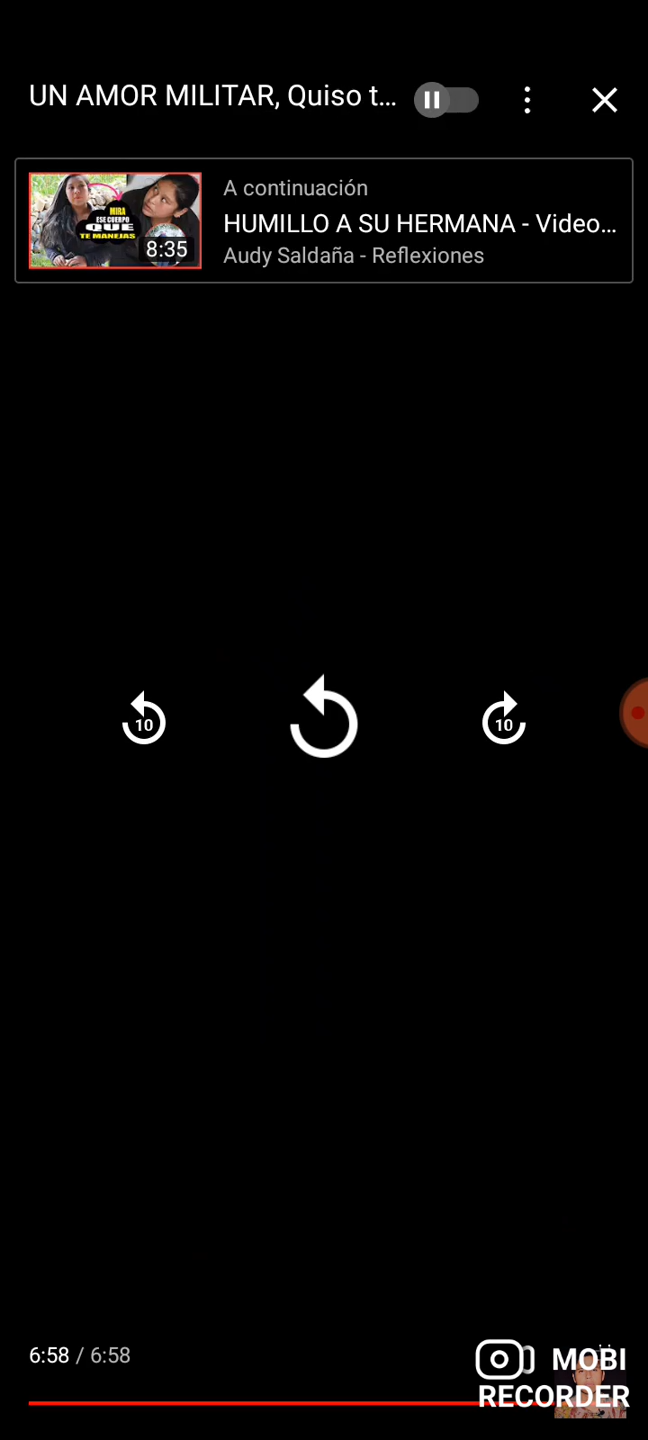 UN AMOR MILITAR, Quiso t...
A continuación
HUMILLO A SU HERMANA - Video...
Audy Saldaña - Reflexiones
MIRA
ESE CUERPO
QUE
TE MANEJAS
8:35
10
10
6:58 / 6:58
MOBI
RECORDER